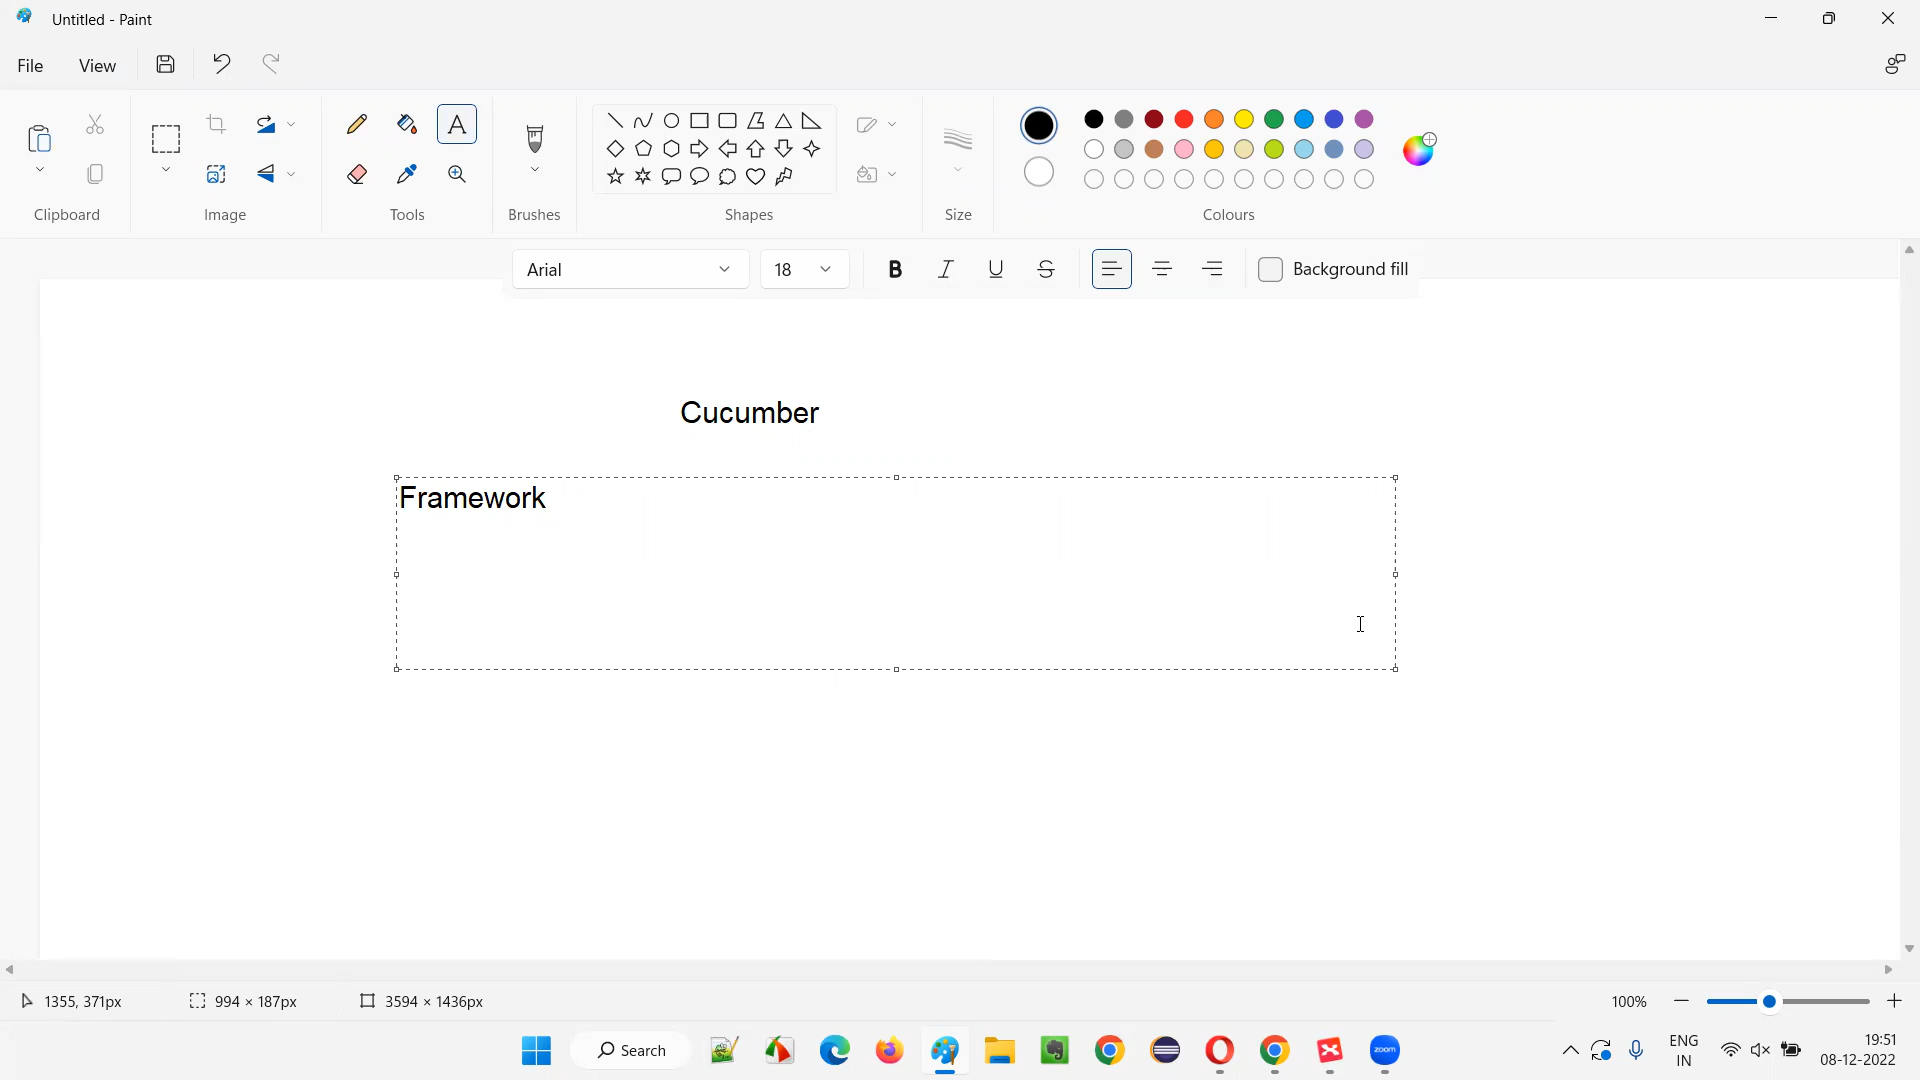 Untitled - Paint
File
View
Clipboard
Image
Tools
Brushes
Shapes
Size
Colours
Arial
18
B
I
U
S
Background fill
Cucumber
Framework
1355, 371px
994 × 187px
3594 × 1436px
100%
Search
zoom
ENG
IN
19:51
08-12-2022